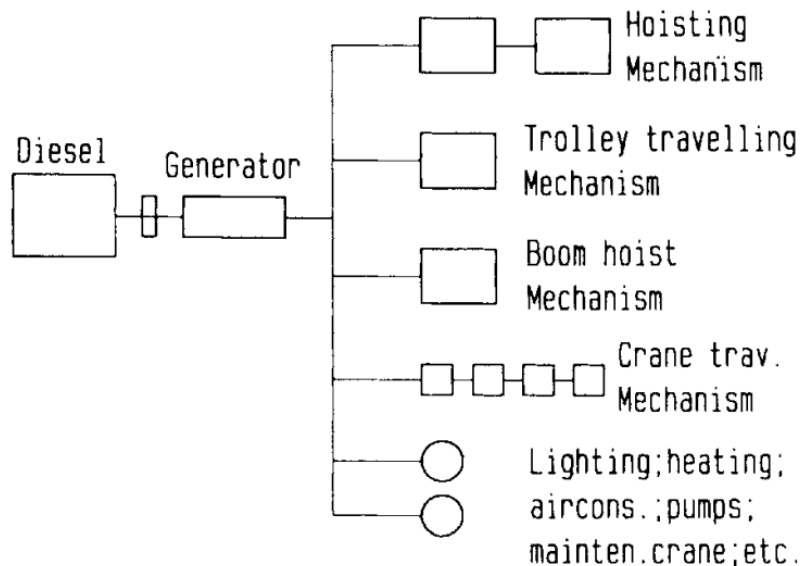 Diesel
Generator
Hoisting
Mechanism
Trolley travelling
Mechanism
Boom hoist
Mechanism
Crane trav.
Mechanism
Lighting;heating;
aircons.;pumps;
mainten.crane;etc.